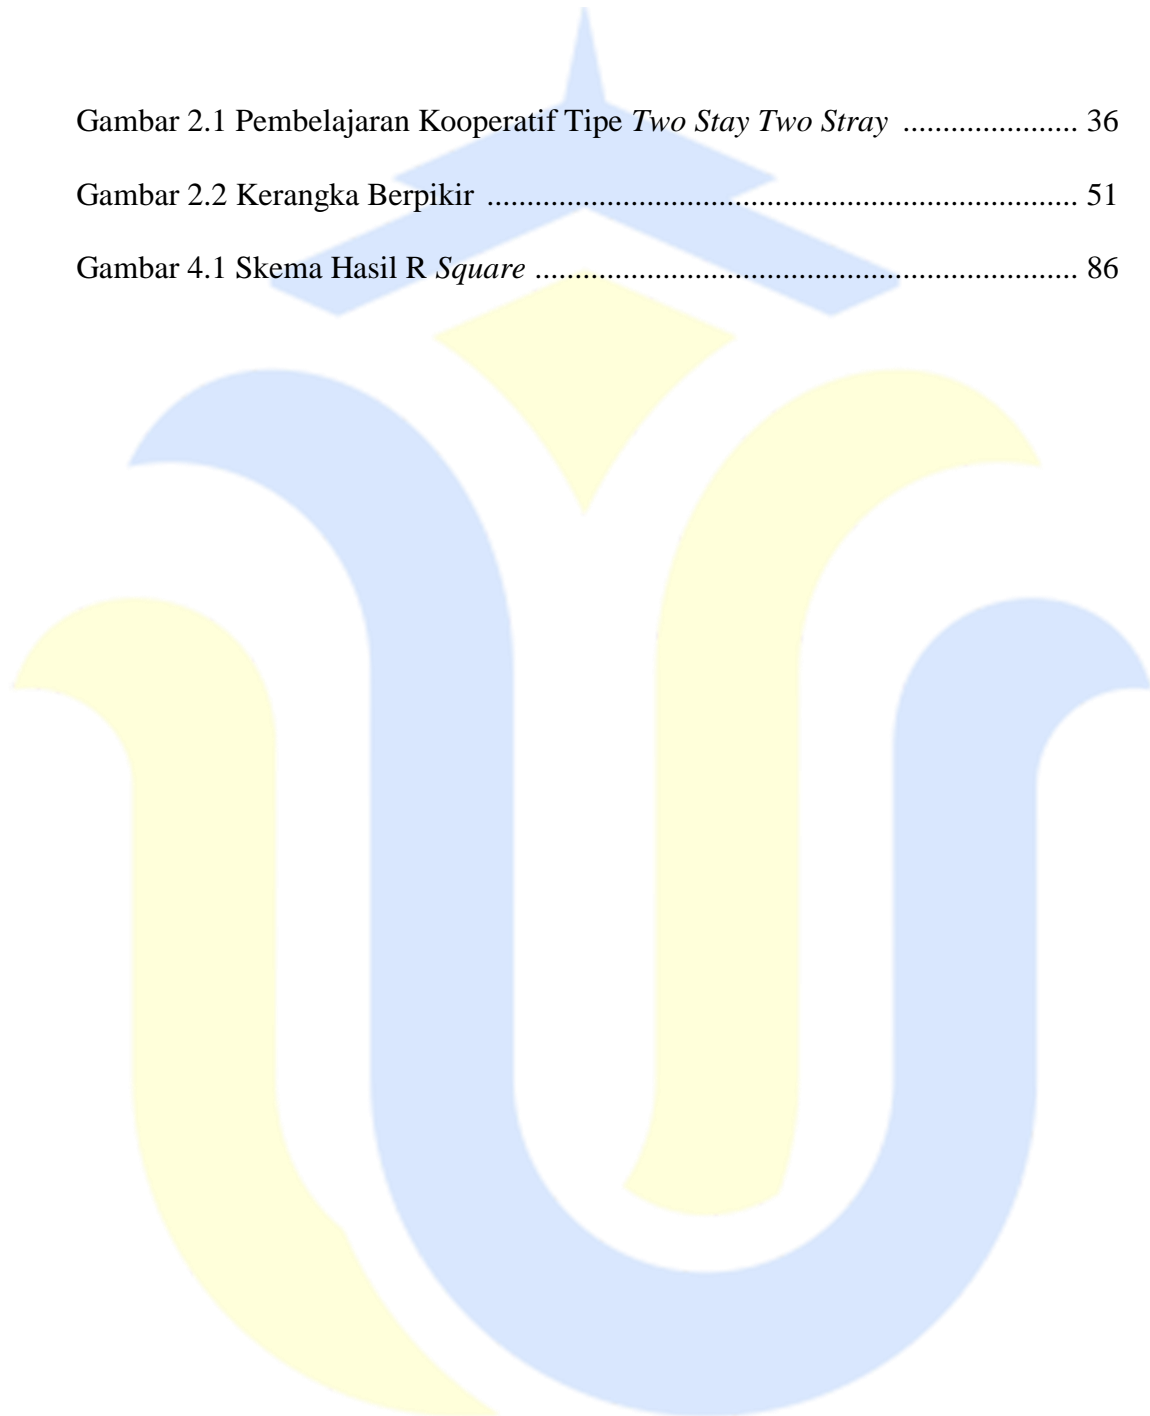 Gambar 2.1 Pembelajaran Kooperatif Tipe Two Stay Two Stray ...................... 36
Gambar 2.2 Kerangka Berpikir .......................................................................... 51
Gambar 4.1 Skema Hasil R Square .................................................................... 86